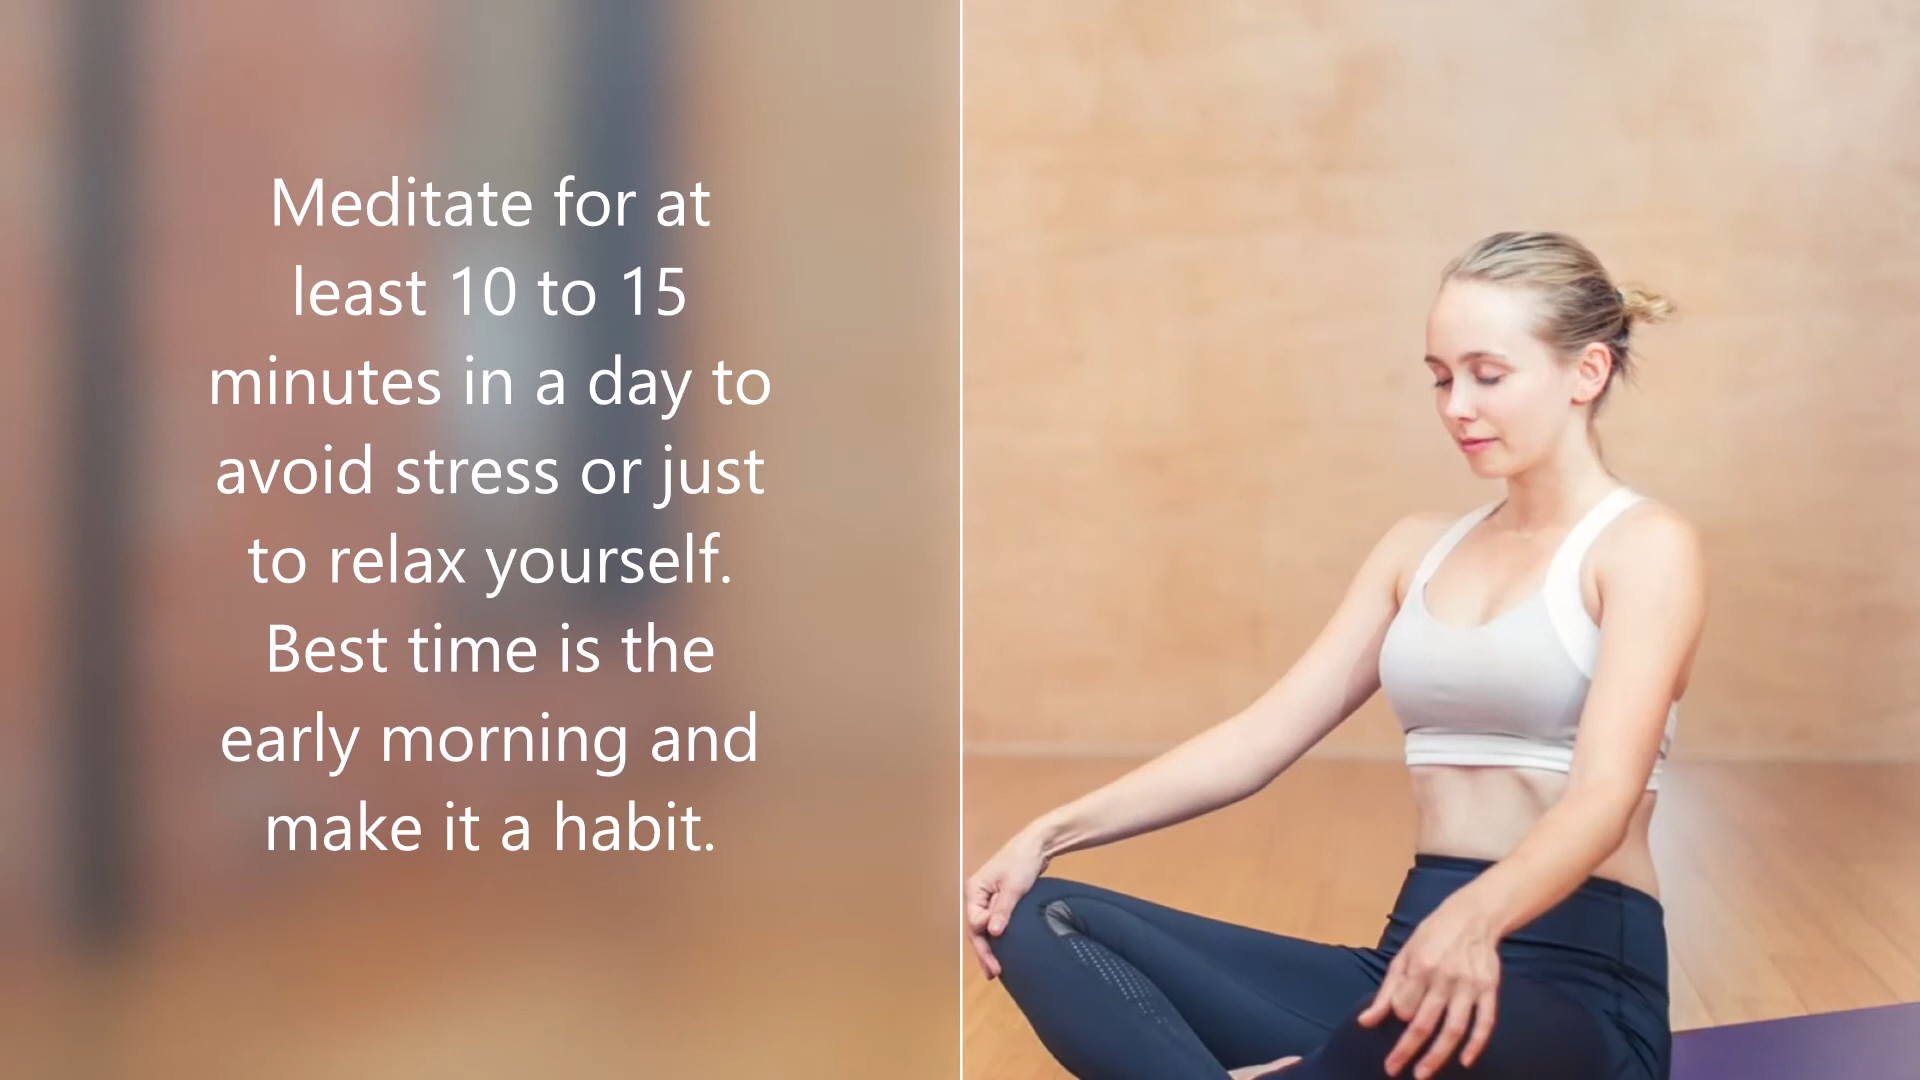 Meditate for at
least 10 to 15
minutes in a day to
avoid stress or just
to relax yourself.
Best time is the
early morning and
make it a habit.